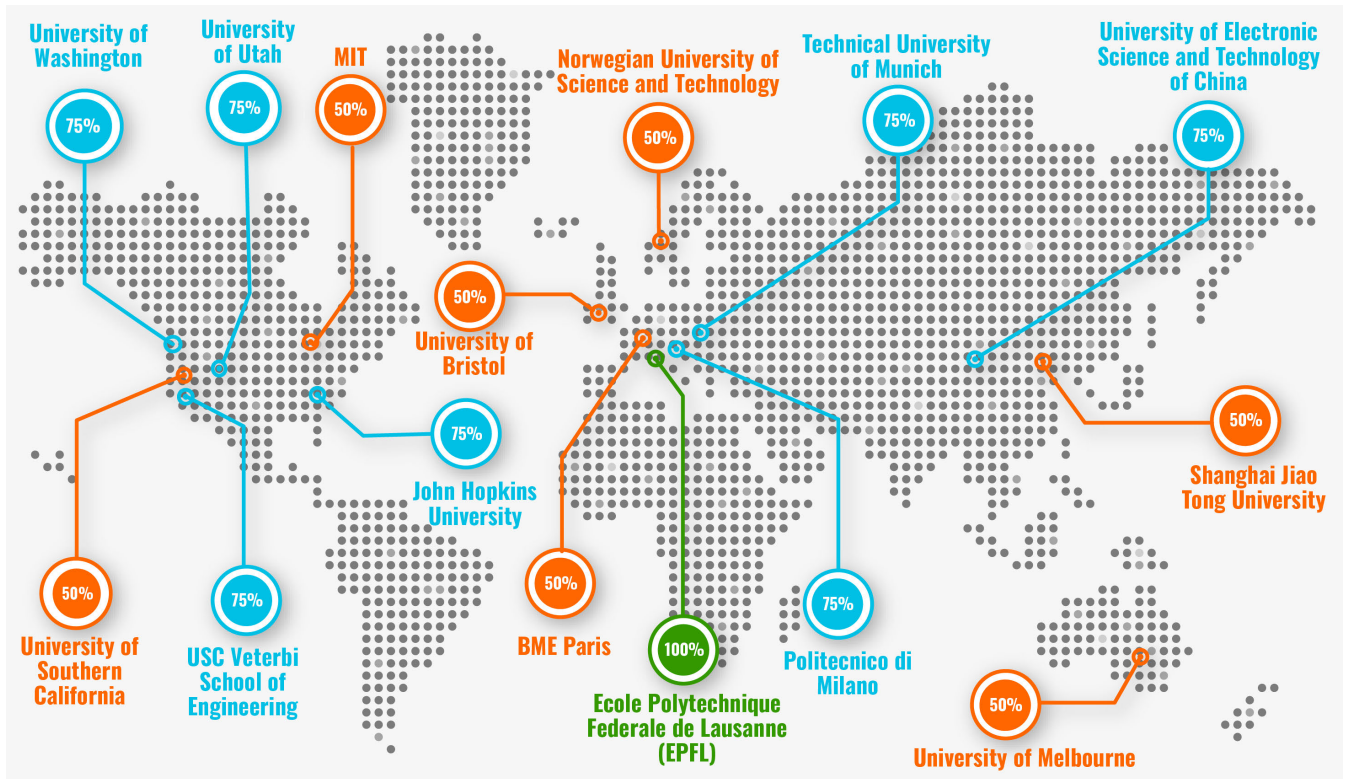 University of
Washington
75%
University
of Utah
75%
MIT
50%
Norwegian University of
Science and Technology
50%
Technical University
of Munich
75%
University of Electronic
Science and Technology
of China
75%
50%
University of
Bristol
75%
John Hopkins
University
50%
Shanghai Jiao
Tong University
50%
University of
Southern
California
75%
USC Veterbi
School of
Engineering
50%
BME Paris
100%
Ecole Polytechnique
Federale de Lausanne
(EPFL)
75%
Politecnico di
Milano
50%
University of Melbourne